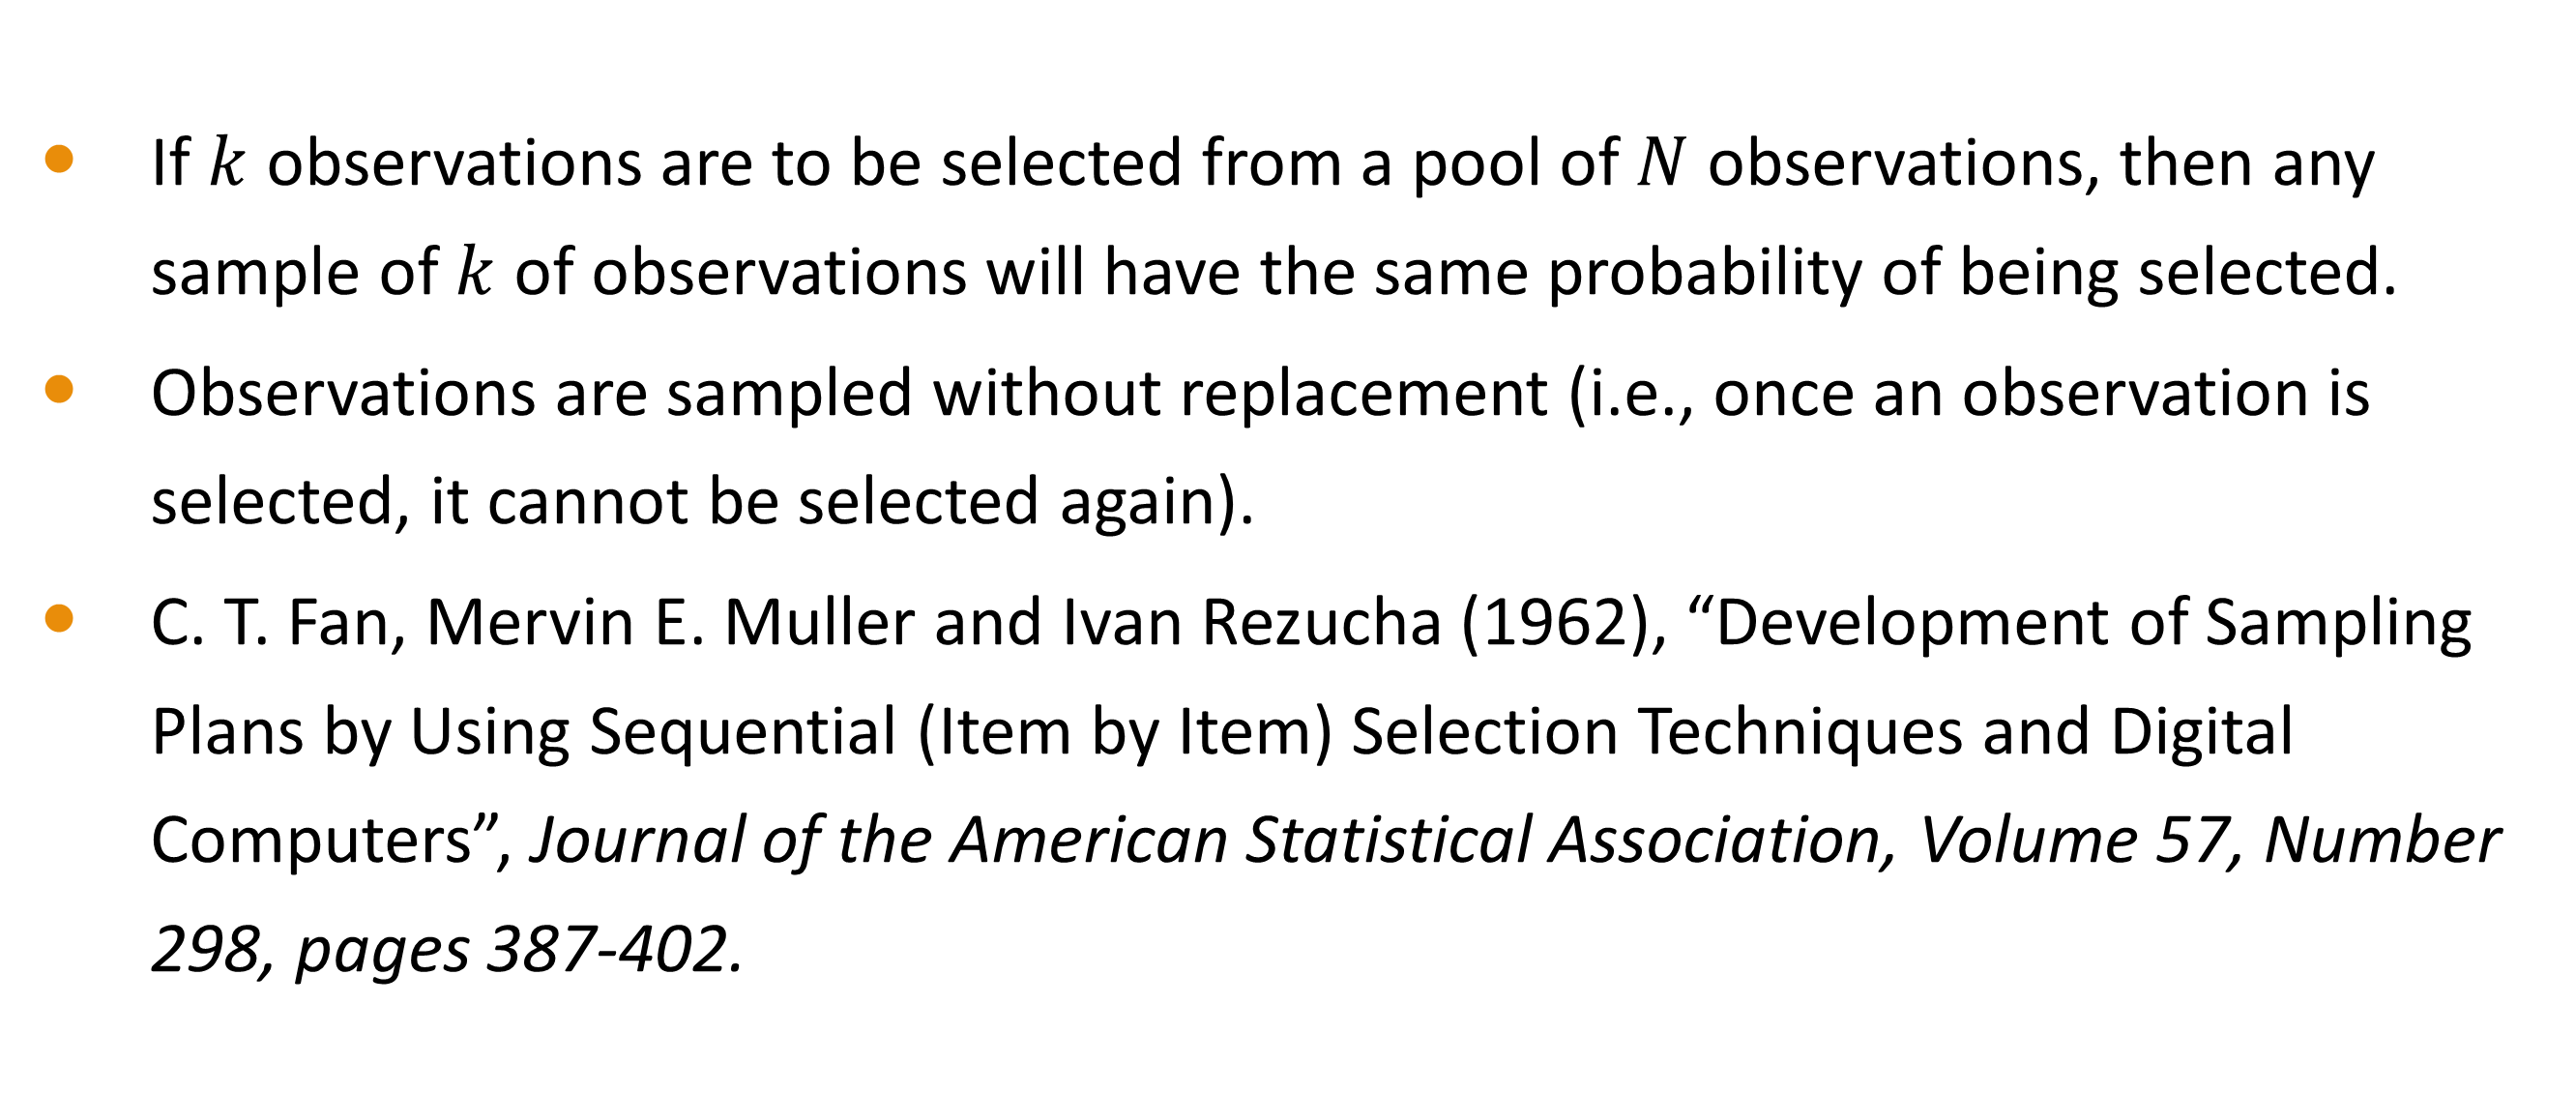 • If k observations are to be selected from a pool of N observations, then any
sample of k of observations will have the same probability of being selected.
• Observations are sampled without replacement (i.e., once an observation is
selected, it cannot be selected again).
• C. T. Fan, Mervin E. Muller and Ivan Rezucha (1962), “Development of Sampling
Plans by Using Sequential (Item by Item) Selection Techniques and Digital
Computers”, Journal of the American Statistical Association, Volume 57, Number
298, pages 387-402.